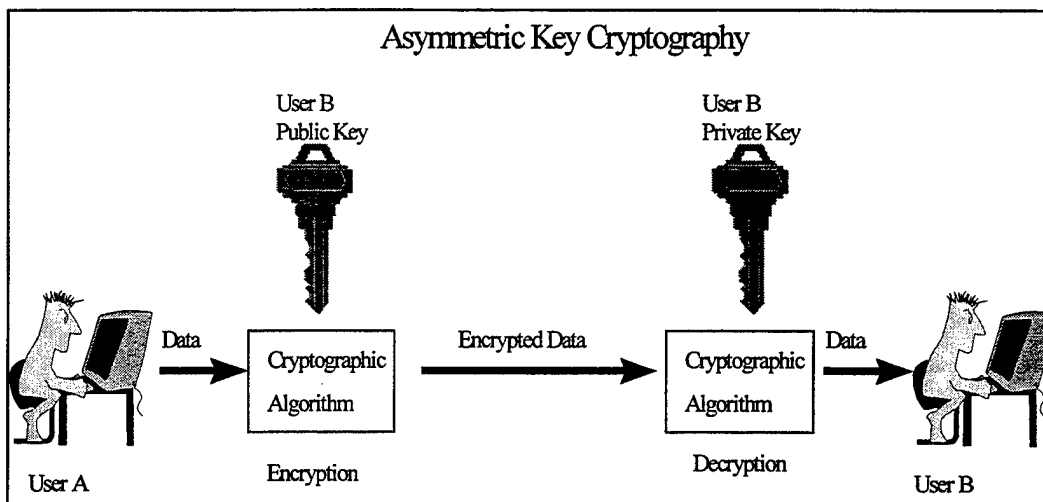 Asymmetric Key Cryptography
User B
Public Key
User B
Private Key
Data
Cryptographic
Algorithm
Encrypted Data
Cryptographic
Algorithm
Data
User A
Encryption
Decryption
User B